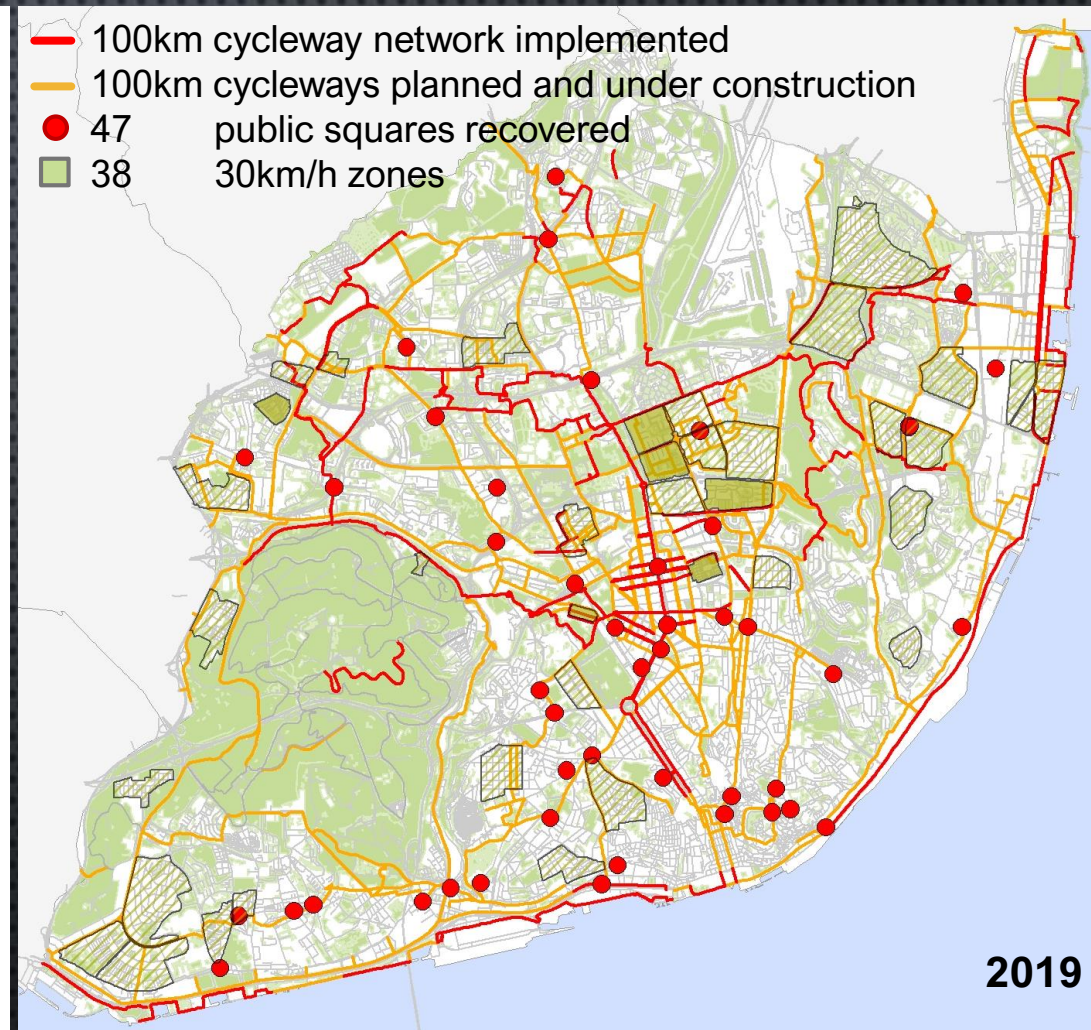 100km cycleway network implemented
100km cycleways planned and under construction
47 public squares recovered
38 30km/h zones
2019